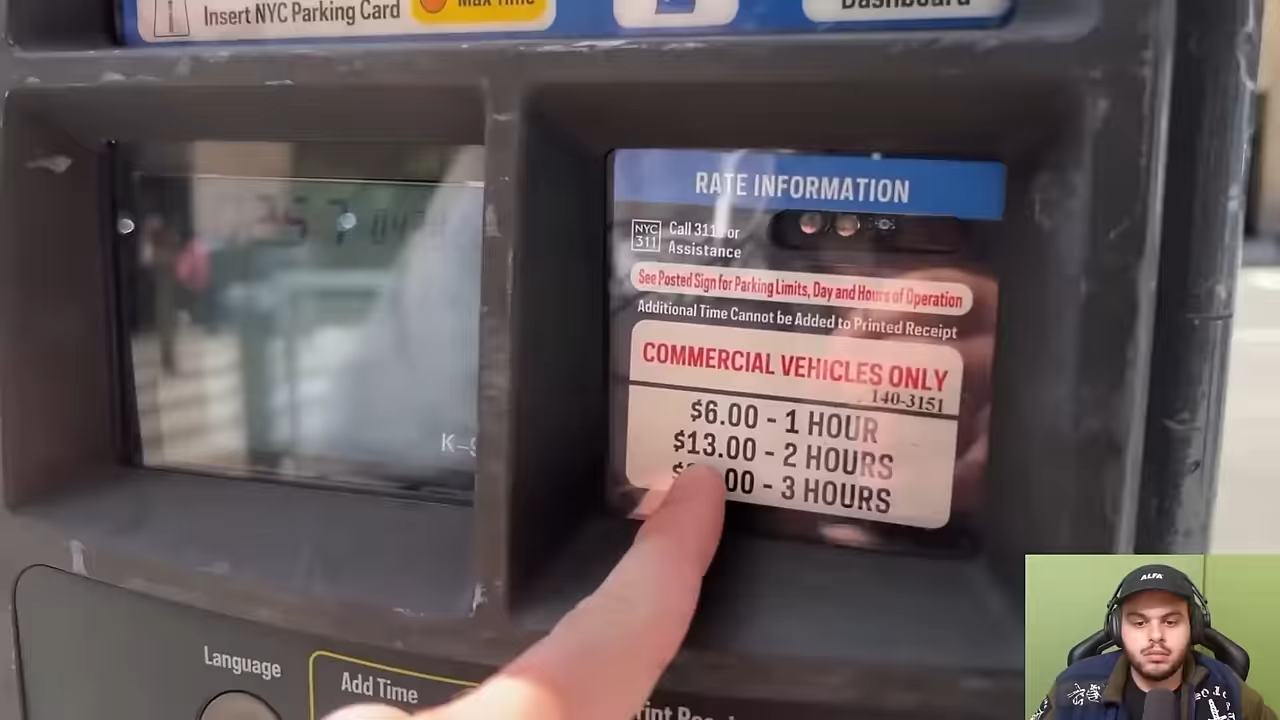 Insert NYC Parking Card
Max Time
Dashboard
RATE INFORMATION
NYC
311
Call 311 for
Assistance
See Posted Sign for Parking Limits, Day and Hours of Operation
Additional Time Cannot be Added to Printed Receipt
COMMERCIAL VEHICLES ONLY
140-3151
$6.00 - 1 HOUR
$13.00 - 2 HOURS
00 - 3 HOURS
K-
Language
Add Time
ALFA